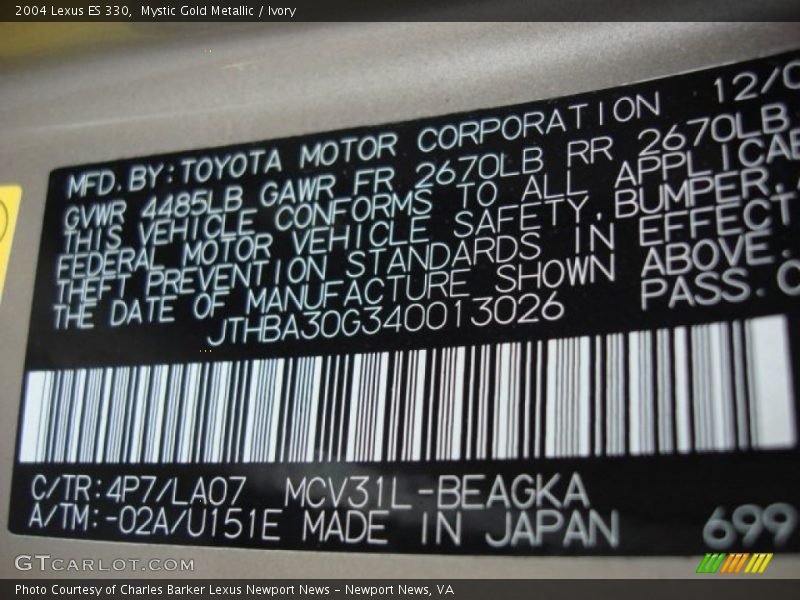 2004 Lexus ES 330,  Mystic Gold Metallic / Ivory
MFD. BY: TOYOTA MOTOR CORPORATION 12/0
GVWR 4485LB GAWR FR 2670LB RR 2670LB
THIS VEHICLE CONFORMS TO ALL APPLICAB
FEDERAL MOTOR VEHICLE SAFETY, BUMPER,
THEFT PREVENTION STANDARDS IN EFFECT
THE DATE OF MANUFACTURE SHOWN ABOVE.
JTHBA30G340013026 PASS. C
C/TR: 4P7/LA07 MCV31L-BEAGKA
A/TM: -02A/U151E MADE IN JAPAN 699
GTCARLOT.COM
Photo Courtesy of Charles Barker Lexus Newport News - Newport News, VA